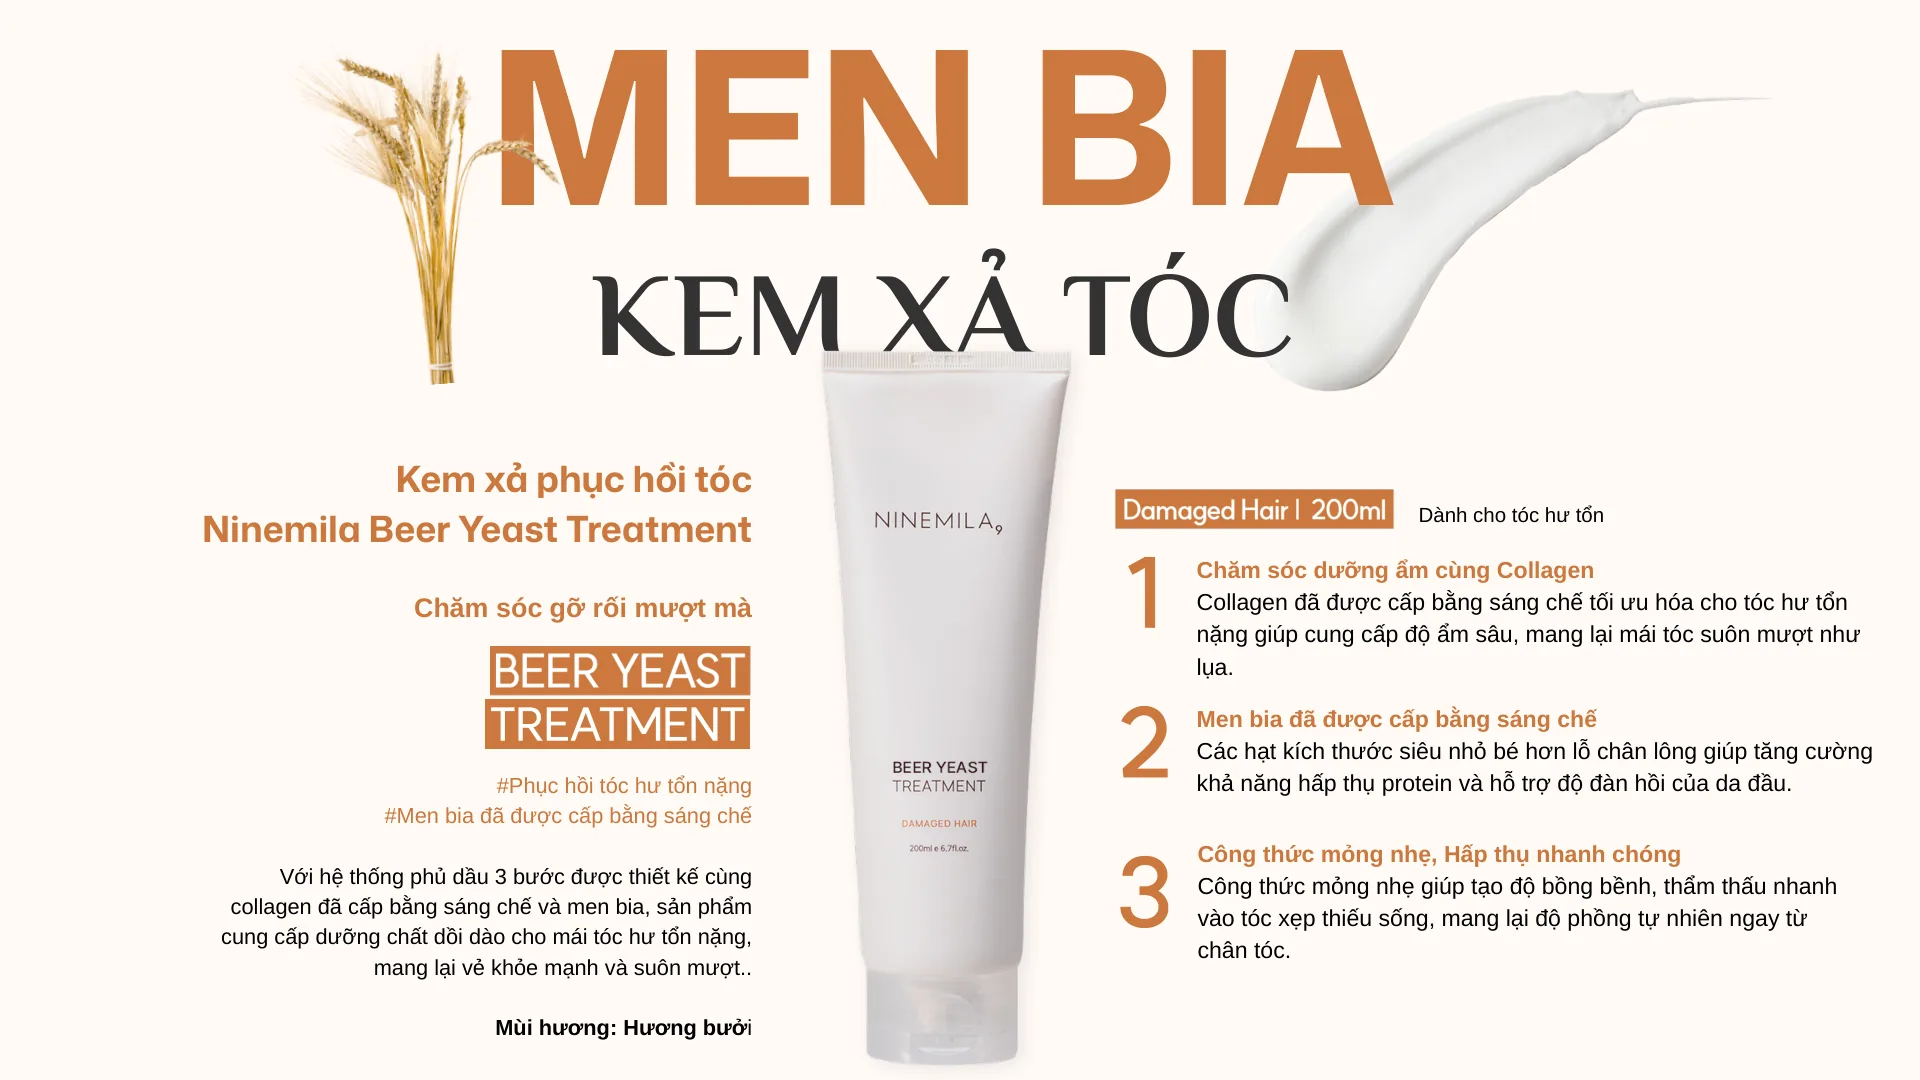 MEN BIA
KEM XẢ TÓC
Kem xả phục hồi tóc
Ninemila Beer Yeast Treatment
Chăm sóc gỡ rối mượt mà
BEER YEAST
TREATMENT
#Phục hồi tóc hư tổn nặng
#Men bia đã được cấp bằng sáng chế
Với hệ thống phủ dầu 3 bước được thiết kế cùng
collagen đã cấp bằng sáng chế và men bia, sản phẩm
cung cấp dưỡng chất dồi dào cho mái tóc hư tổn nặng,
mang lại vẻ khỏe mạnh và suôn mượt..
Mùi hương: Hương bưởi
NINEMILA9
BEER YEAST
TREATMENT
DAMAGED HAIR
200ml e 6.7fl.oz.
Damaged Hair | 200ml
Dành cho tóc hư tổn
1
Chăm sóc dưỡng ẩm cùng Collagen
Collagen đã được cấp bằng sáng chế tối ưu hóa cho tóc hư tổn
nặng giúp cung cấp độ ẩm sâu, mang lại mái tóc suôn mượt như
lụa.
2
Men bia đã được cấp bằng sáng chế
Các hạt kích thước siêu nhỏ bé hơn lỗ chân lông giúp tăng cường
khả năng hấp thụ protein và hỗ trợ độ đàn hồi của da đầu.
3
Công thức mỏng nhẹ, Hấp thụ nhanh chóng
Công thức mỏng nhẹ giúp tạo độ bồng bềnh, thẩm thấu nhanh
vào tóc xẹp thiếu sống, mang lại độ phồng tự nhiên ngay từ
chân tóc.